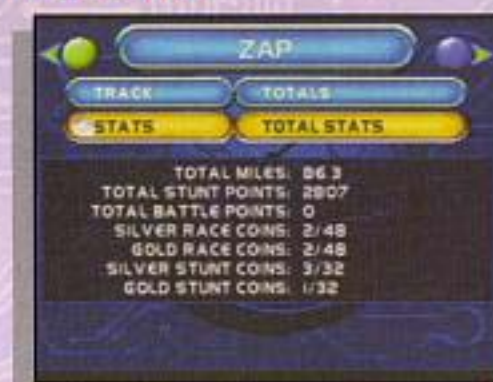 ZAP
TRACK TOTALS
STATS TOTAL STATS
TOTAL MILES: 86.3
TOTAL STUNT POINTS: 2807
TOTAL BATTLE POINTS: 0
SILVER RACE COINS: 2/48
GOLD RACE COINS: 2/48
SILVER STUNT COINS: 3/32
GOLD STUNT COINS: 1/32